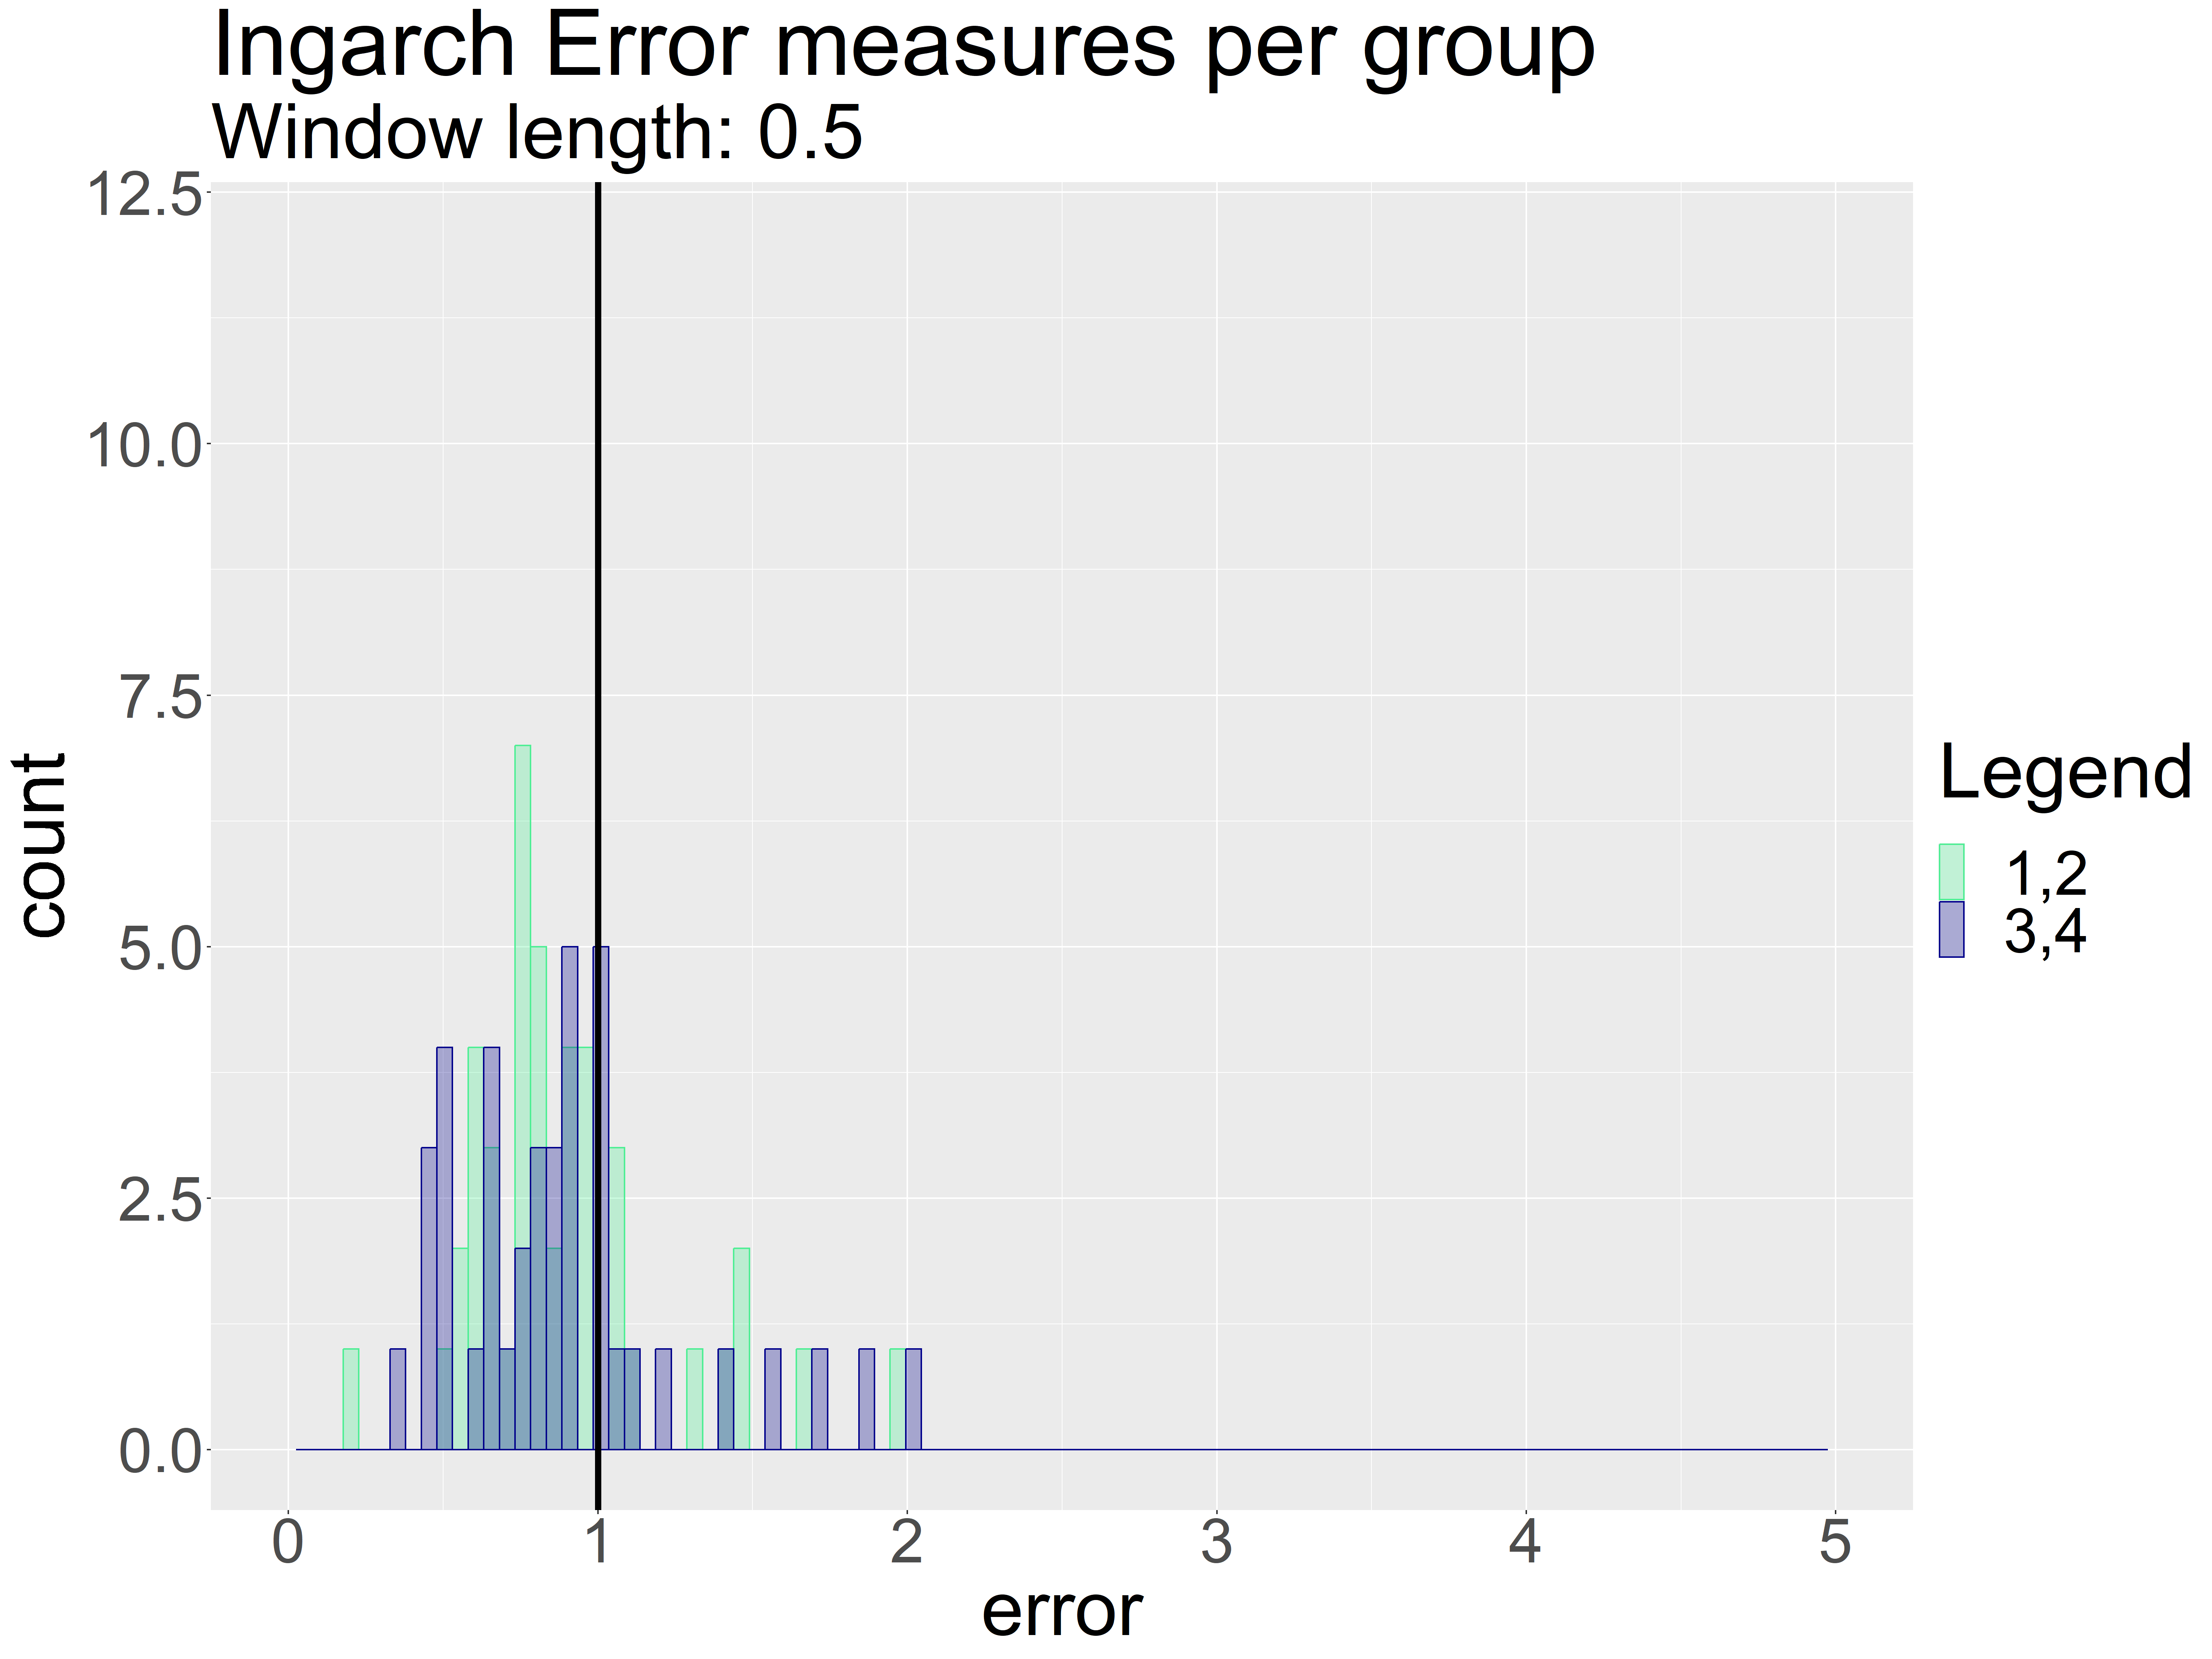 Ingarch Error measures per group
Window length: 0.5
12.5
10.0
7.5
5.0
2.5
0.0
count
0 1 2 3 4 5
error
Legend
1,2
3,4